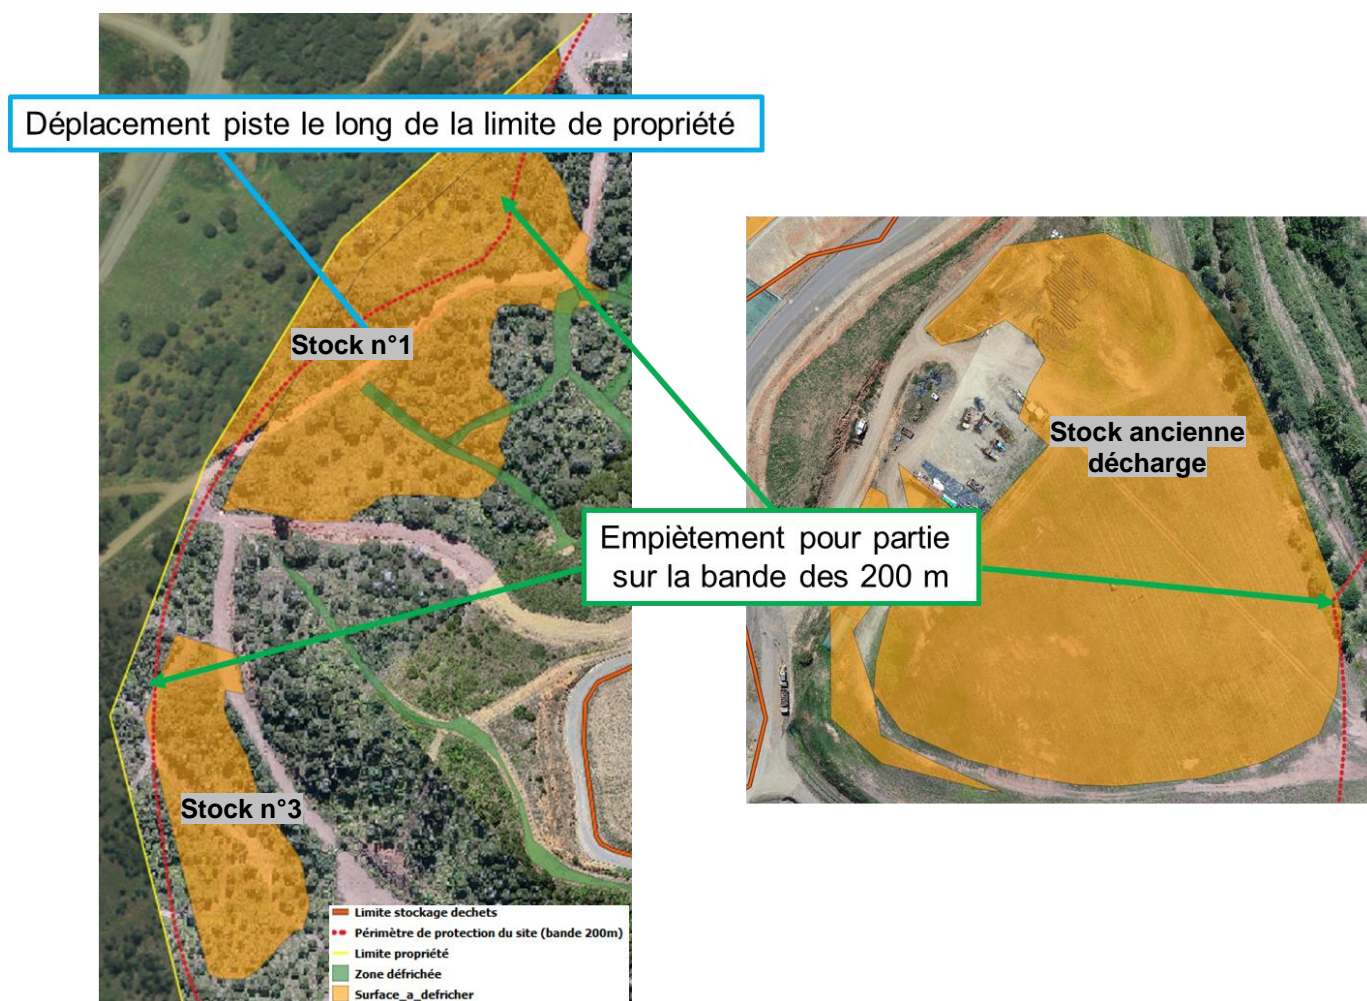 Déplacement piste le long de la limite de propriété
Stock n°1
Stock ancienne
décharge
Empiètement pour partie
sur la bande des 200 m
Stock n°3
Limite stockage dechets
Périmètre de protection du site (bande 200m)
Limite propriété
Zone défrichée
Surface_a_defricher